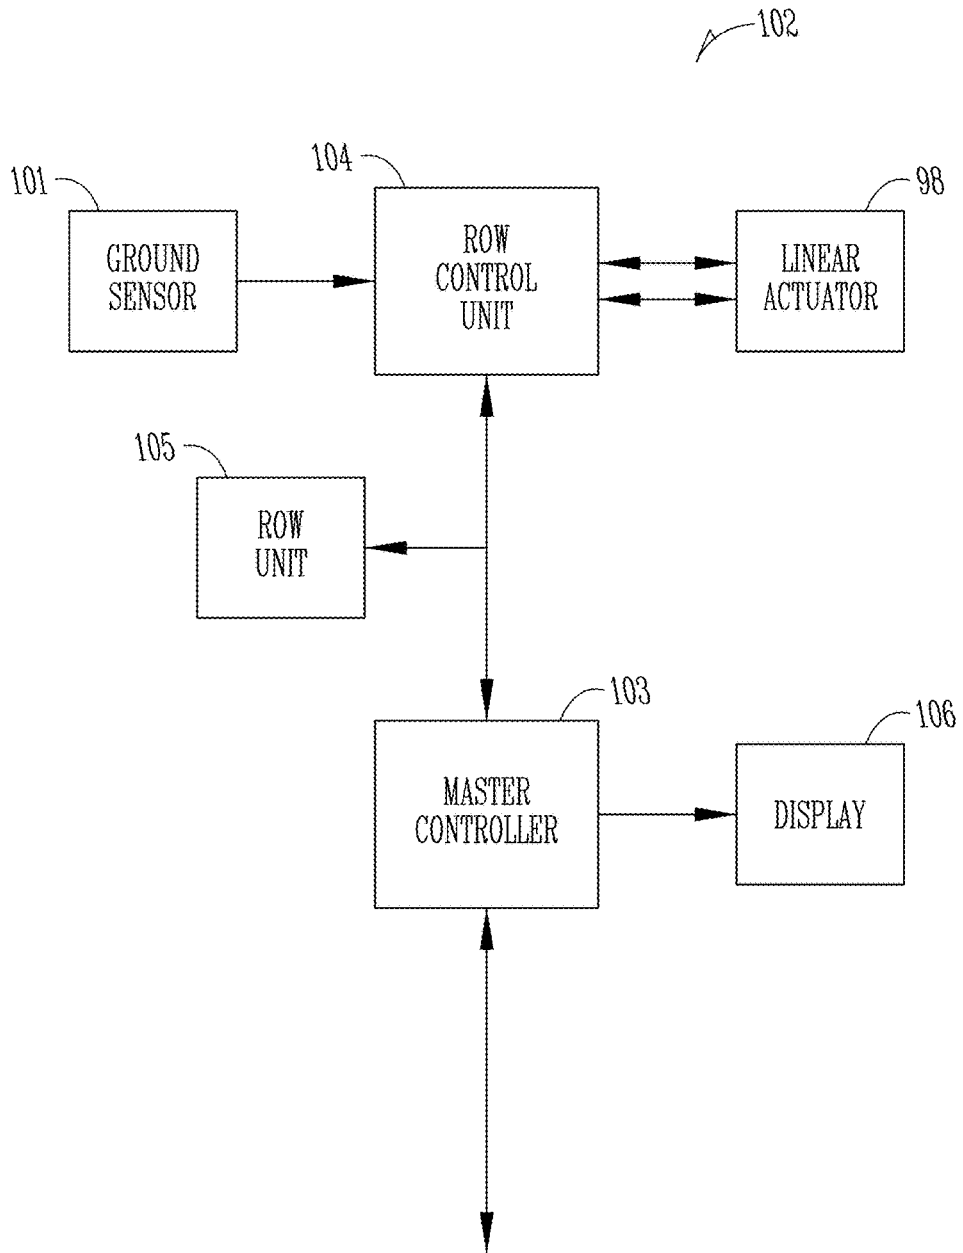 102
104
101
98
GROUND
SENSOR
ROW
CONTROL
UNIT
LINEAR
ACTUATOR
105
ROW
UNIT
103
106
MASTER
CONTROLLER
DISPLAY